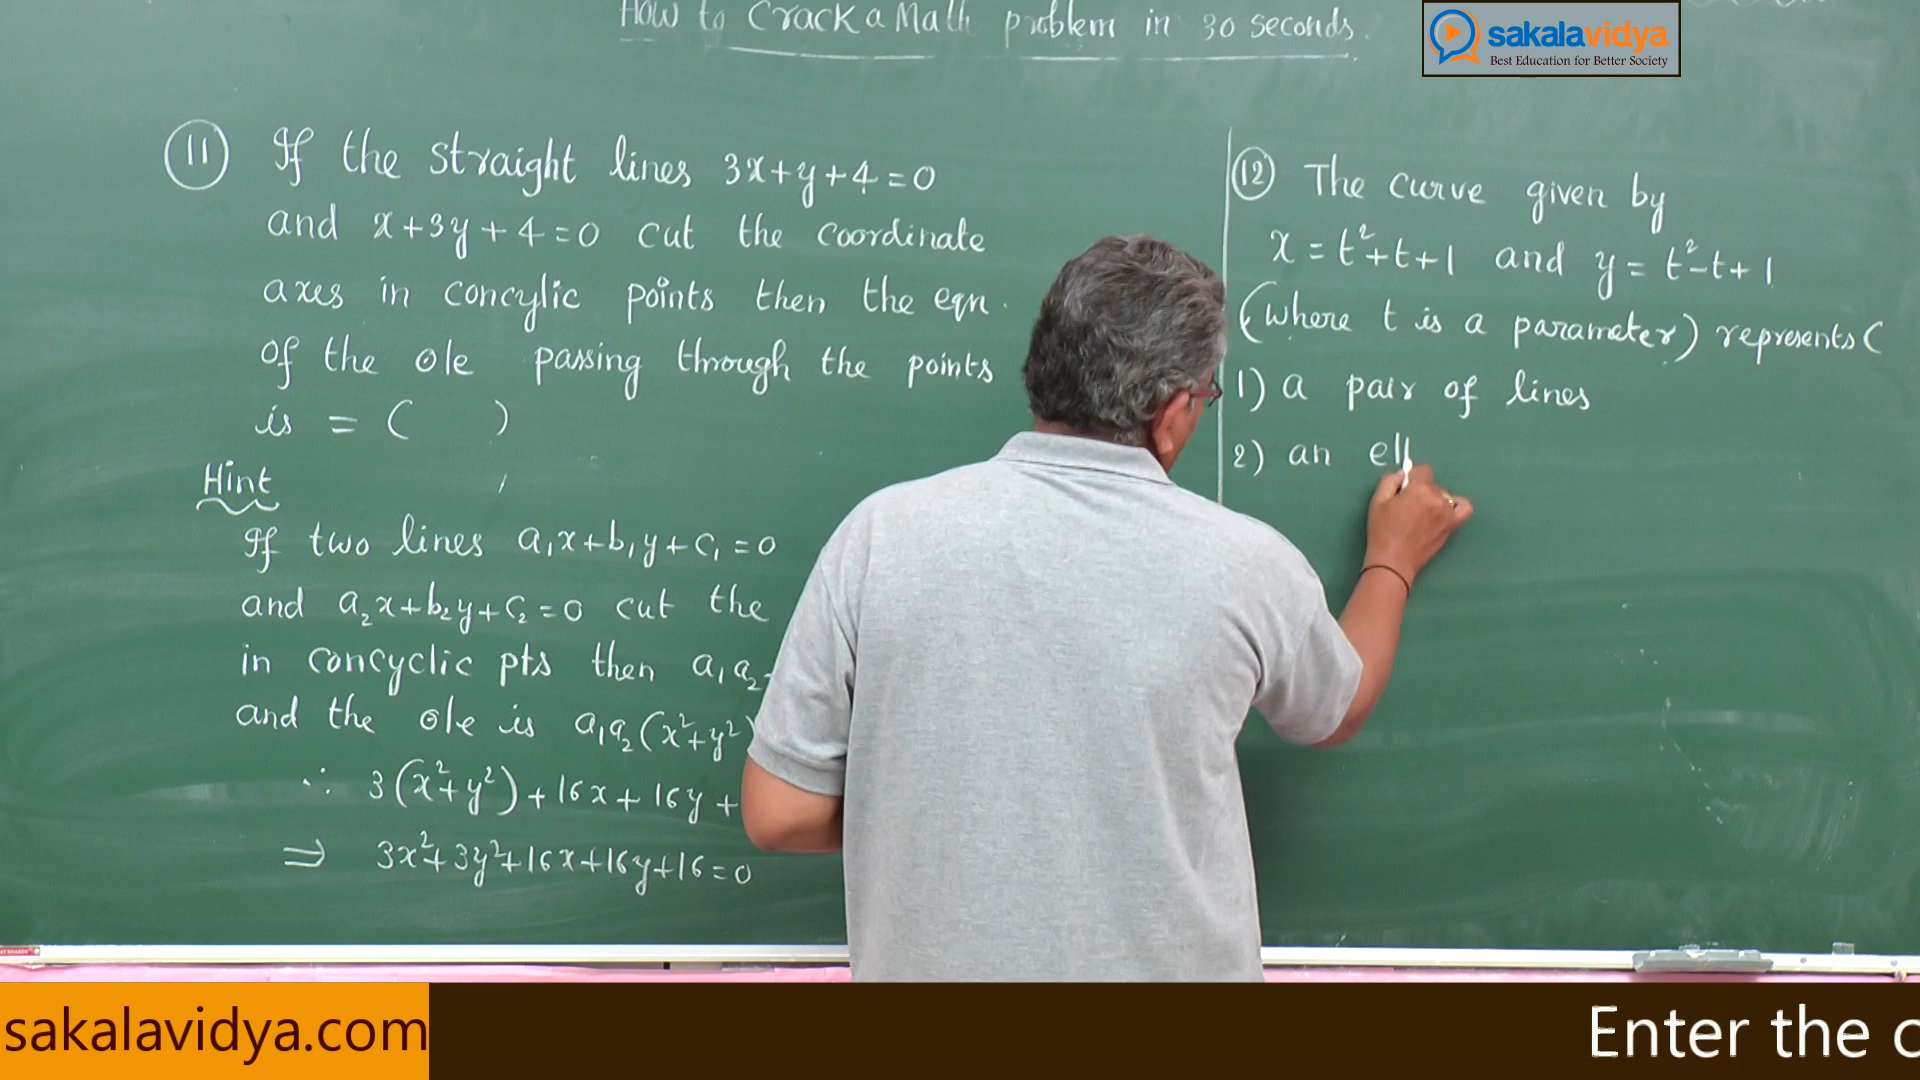 How to Crack a Math problem in 30 seconds.
sakalavidya
Best Education for Better Society
11 If the straight lines 3x+y+4=0
and x+3y+4=0 cut the coordinate
axes in concylic points then the eqn.
of the ole passing through the points
is = ( )
Hint
If two lines a₁x+b₁y+c₁=0
and a₂x+b₂y+c₂=0 cut the
in concyclic pts then a₁a₂
and the ole is a₁a₂(x²+y²)
∴ 3(x²+y²)+16x+16y+
⇒ 3x²+3y²+16x+16y+16=0
12 The curve given by
x=t²+t+1 and y=t²-t+1
(where t is a parameter) represents (
1) a pair of lines
2) an ell
sakalavidya.com
Enter the c